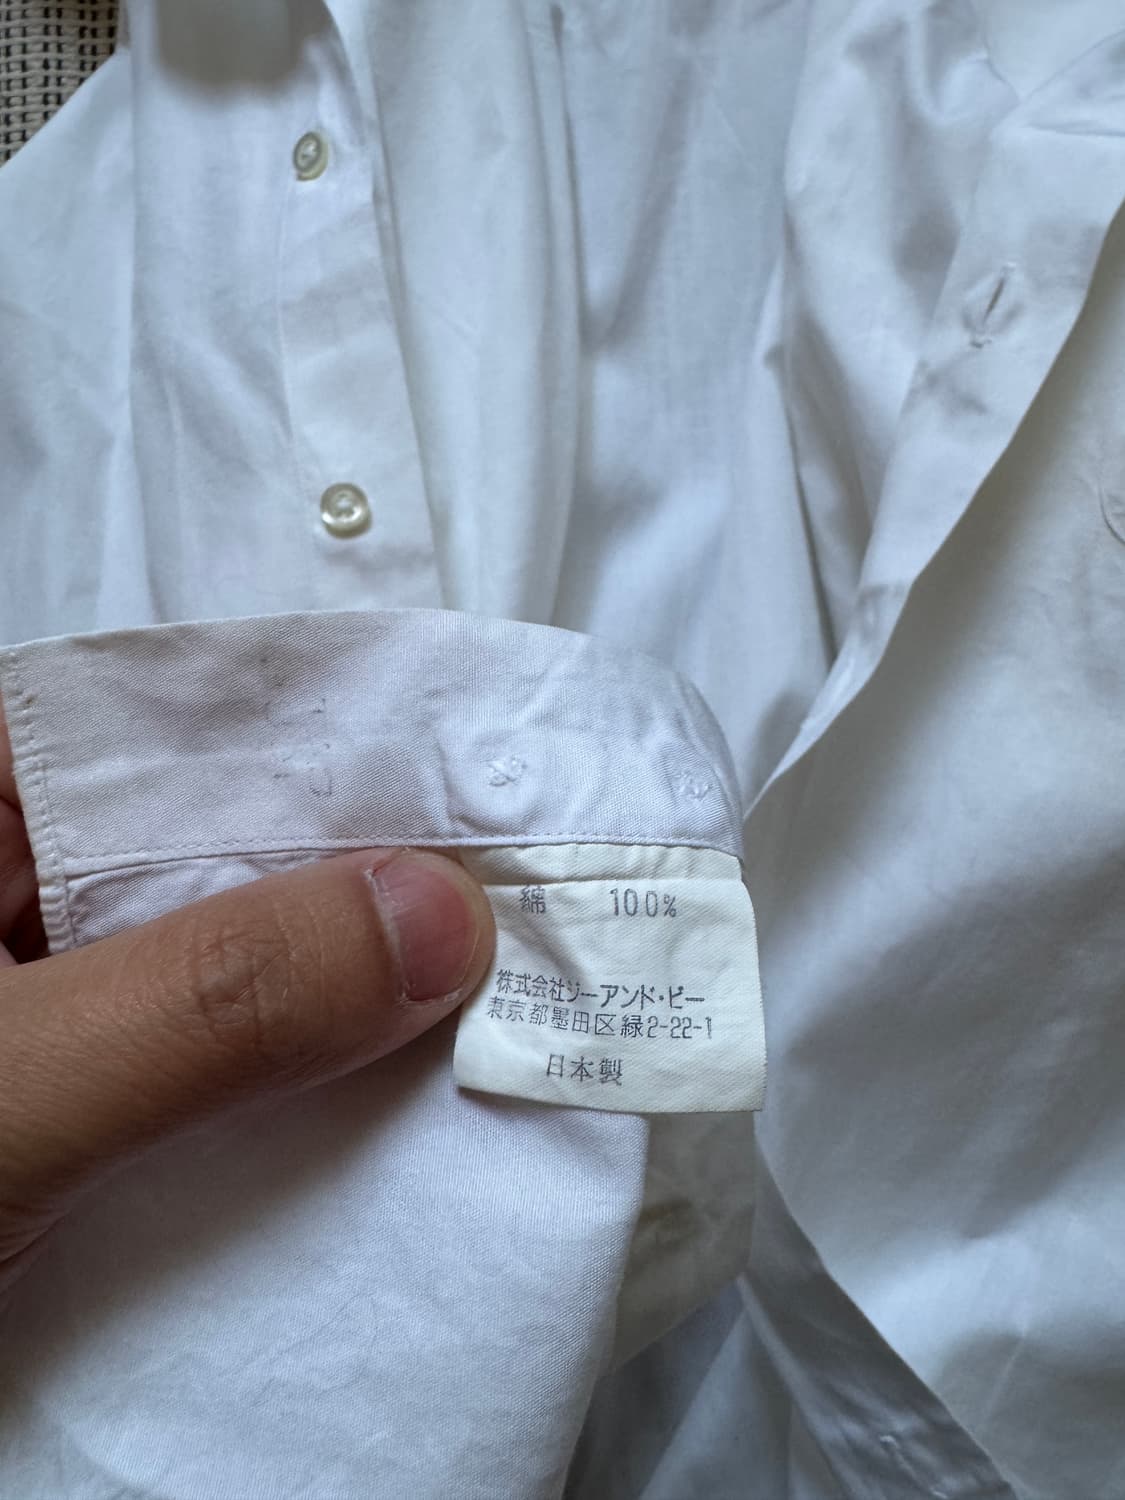 綿 100%
株式会社ジーアンド・ビー
東京都墨田区緑2-22-1
日本製